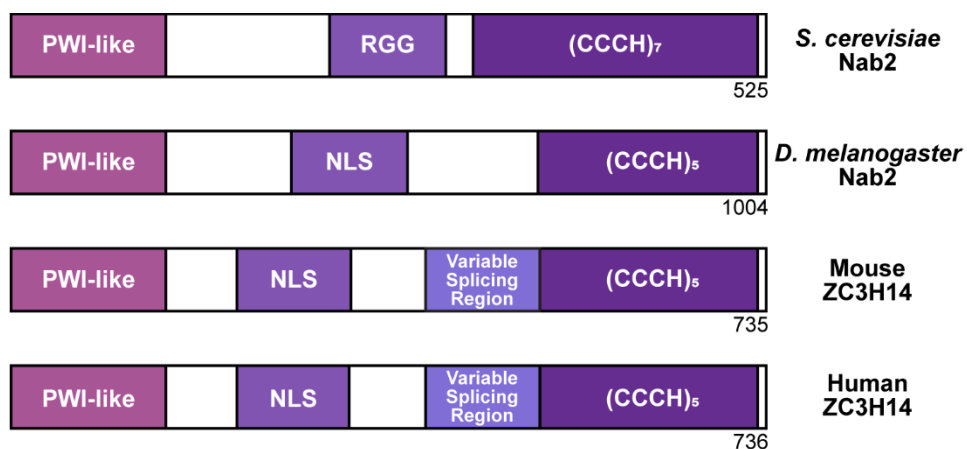 PWI-like RGG (CCCH)₇ S. cerevisiae
Nab2
525
PWI-like NLS (CCCH)₅ D. melanogaster
Nab2
1004
PWI-like NLS Variable
Splicing
Region (CCCH)₅ Mouse
ZC3H14
735
PWI-like NLS Variable
Splicing
Region (CCCH)₅ Human
ZC3H14
736